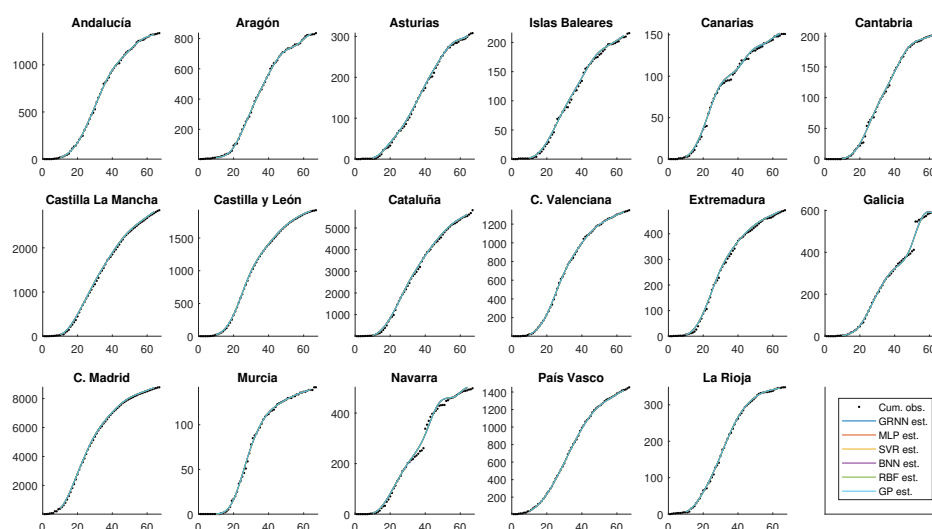 Andalucía
1000
500
0
0 20 40 60
Aragón
800
600
400
200
0 20 40 60
Asturias
300
200
100
0
0 20 40 60
Islas Baleares
200
150
100
50
0
0 20 40 60
Canarias
150
100
50
0
0 20 40 60
Cantabria
200
150
100
50
0
0 20 40 60
Castilla La Mancha
2000
1000
0
0 20 40 60
Castilla y León
1500
1000
500
0
0 20 40 60
Cataluña
5000
4000
3000
2000
1000
0
0 20 40 60
C. Valenciana
1200
1000
800
600
400
200
0 20 40 60
Extremadura
400
300
200
100
0
0 20 40 60
Galicia
600
400
200
0
0 20 40 60
C. Madrid
8000
6000
4000
2000
0 20 40 60
Murcia
100
50
0
0 20 40 60
Navarra
400
200
0
0 20 40 60
País Vasco
1400
1200
1000
800
600
400
200
0
0 20 40 60
La Rioja
300
200
100
0
0 20 40 60
Cum. obs.
GRNN est.
MLP est.
SVR est.
BNN est.
RBF est.
GP est.